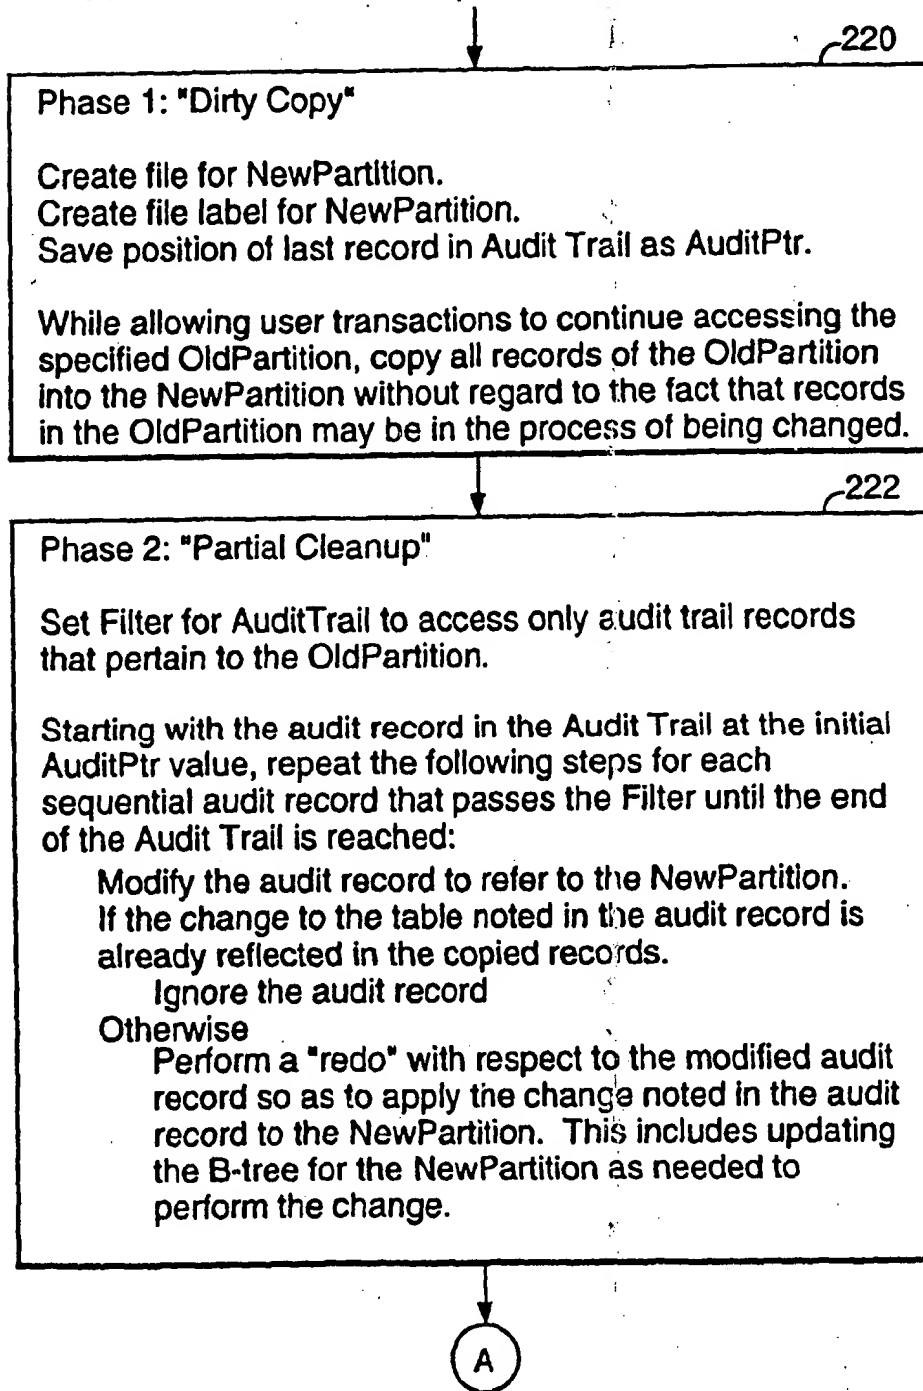 220
Phase 1: "Dirty Copy"
Create file for NewPartition.
Create file label for NewPartition.
Save position of last record in Audit Trail as AuditPtr.
While allowing user transactions to continue accessing the
specified OldPartition, copy all records of the OldPartition
into the NewPartition without regard to the fact that records
in the OldPartition may be in the process of being changed.
222
Phase 2: "Partial Cleanup"
Set Filter for AuditTrail to access only audit trail records
that pertain to the OldPartition.
Starting with the audit record in the Audit Trail at the initial
AuditPtr value, repeat the following steps for each
sequential audit record that passes the Filter until the end
of the Audit Trail is reached:
Modify the audit record to refer to the NewPartition.
If the change to the table noted in the audit record is
already reflected in the copied records.
Ignore the audit record
Otherwise
Perform a "redo" with respect to the modified audit
record so as to apply the change noted in the audit
record to the NewPartition. This includes updating
the B-tree for the NewPartition as needed to
perform the change.
A